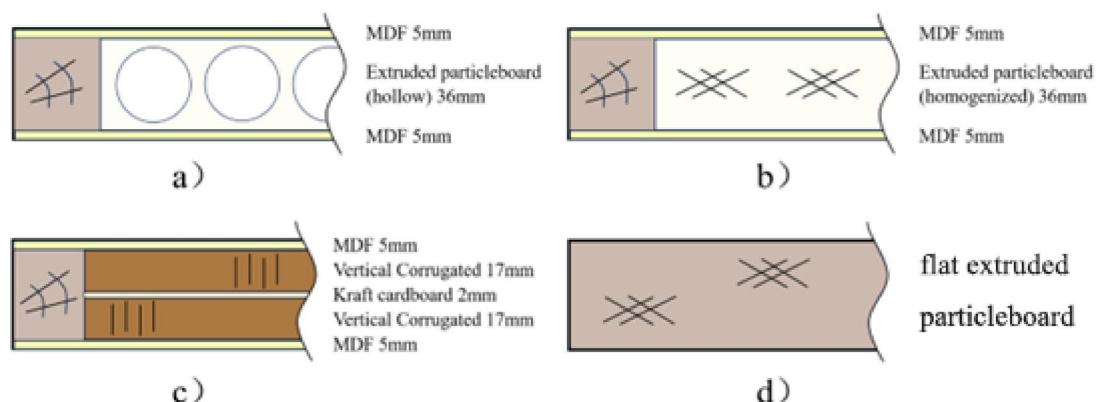 MDF 5mm
Extruded particleboard
(hollow) 36mm
MDF 5mm
a）
MDF 5mm
Extruded particleboard
(homogenized) 36mm
MDF 5mm
b）
MDF 5mm
Vertical Corrugated 17mm
Kraft cardboard 2mm
Vertical Corrugated 17mm
MDF 5mm
c）
flat extruded
particleboard
d）